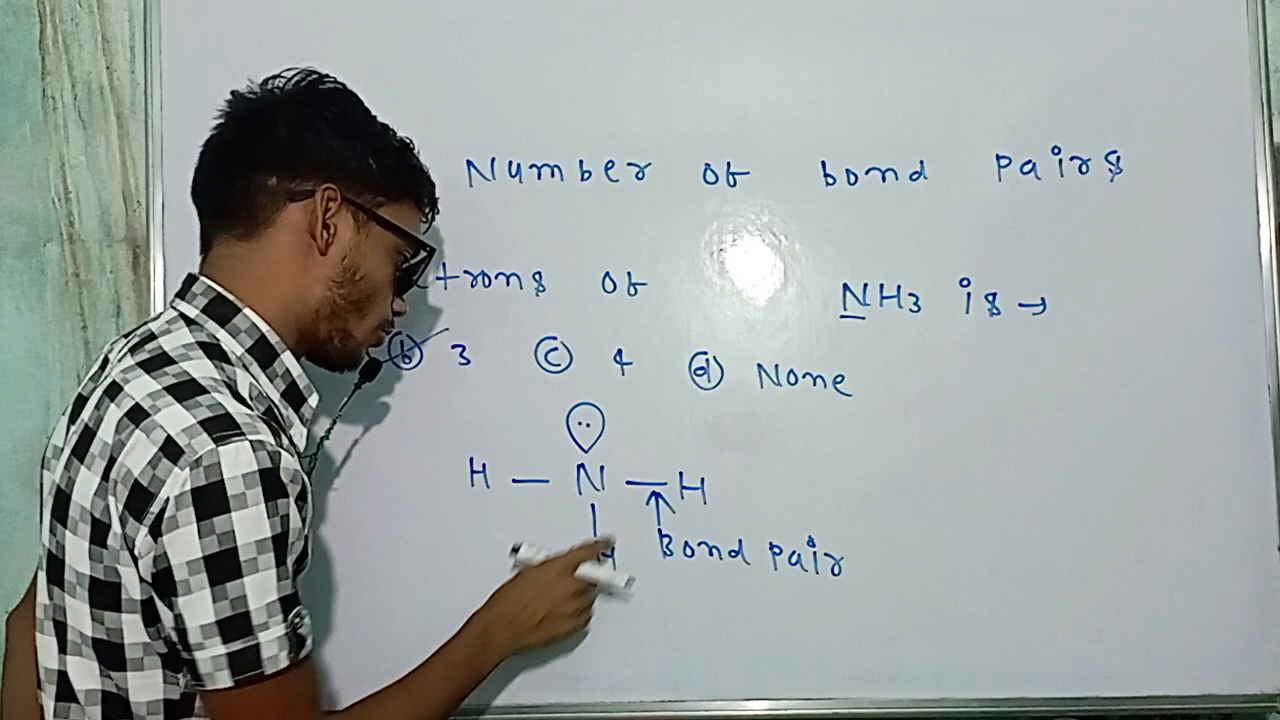 Number of bond pairs
trons of NH3 is →
(b) 3 (c) 4 (d) None
..
H — N — H
Bond pair